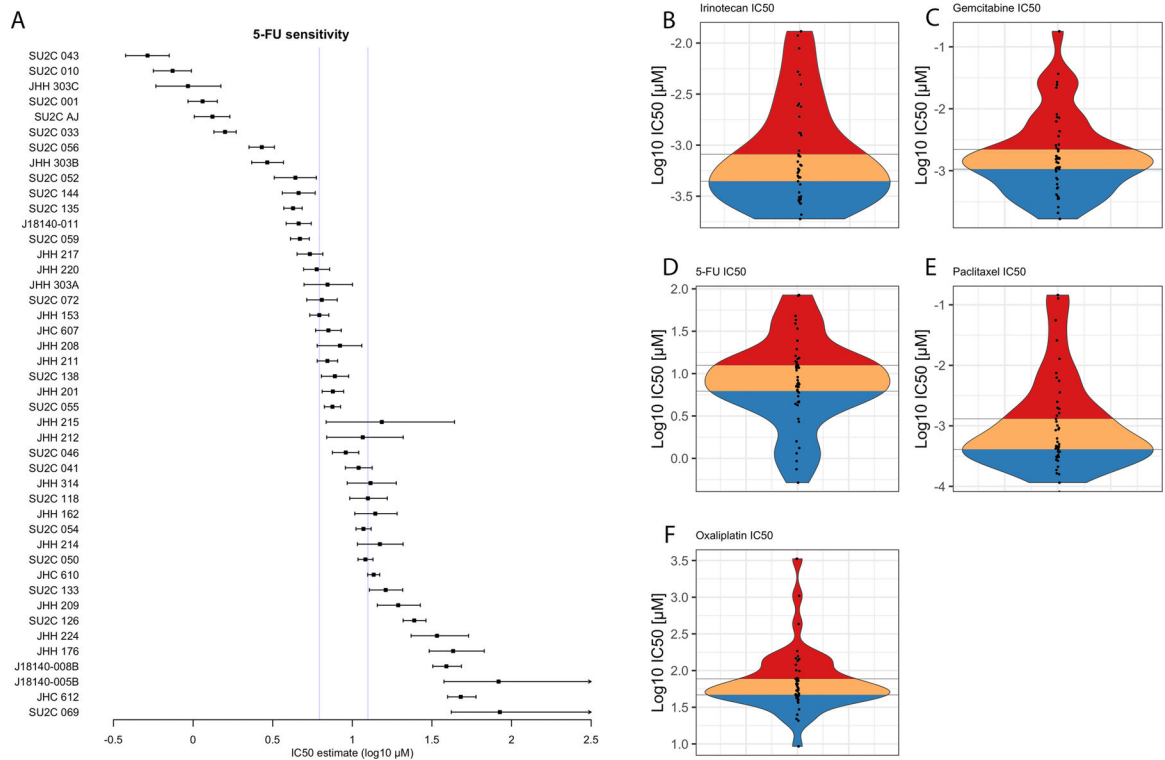 A
5-FU sensitivity
SU2C 043
SU2C 010
JHH 303C
SU2C 001
SU2C AJ
SU2C 033
SU2C 056
JHH 303B
SU2C 052
SU2C 144
SU2C 135
J18140-011
SU2C 059
JHH 217
JHH 220
JHH 303A
SU2C 072
JHH 153
JHC 607
JHH 208
JHH 211
SU2C 138
JHH 201
SU2C 055
JHH 215
JHH 212
SU2C 046
SU2C 041
JHH 314
SU2C 118
JHH 162
SU2C 054
JHH 214
SU2C 050
JHC 610
SU2C 133
JHH 209
SU2C 126
JHH 224
JHH 176
J18140-008B
J18140-005B
JHC 612
SU2C 069
-0.5 0 0.5 1 1.5 2 2.5
IC50 estimate (log10 µM)
B
Irinotecan IC50
Log10 IC50 [µM]
-2.0
-2.5
-3.0
-3.5
C
Gemcitabine IC50
Log10 IC50 [µM]
-1
-2
-3
D
5-FU IC50
Log10 IC50 [µM]
2.0
1.5
1.0
0.5
0.0
E
Paclitaxel IC50
Log10 IC50 [µM]
-1
-2
-3
-4
F
Oxaliplatin IC50
Log10 IC50 [µM]
3.5
3.0
2.5
2.0
1.5
1.0